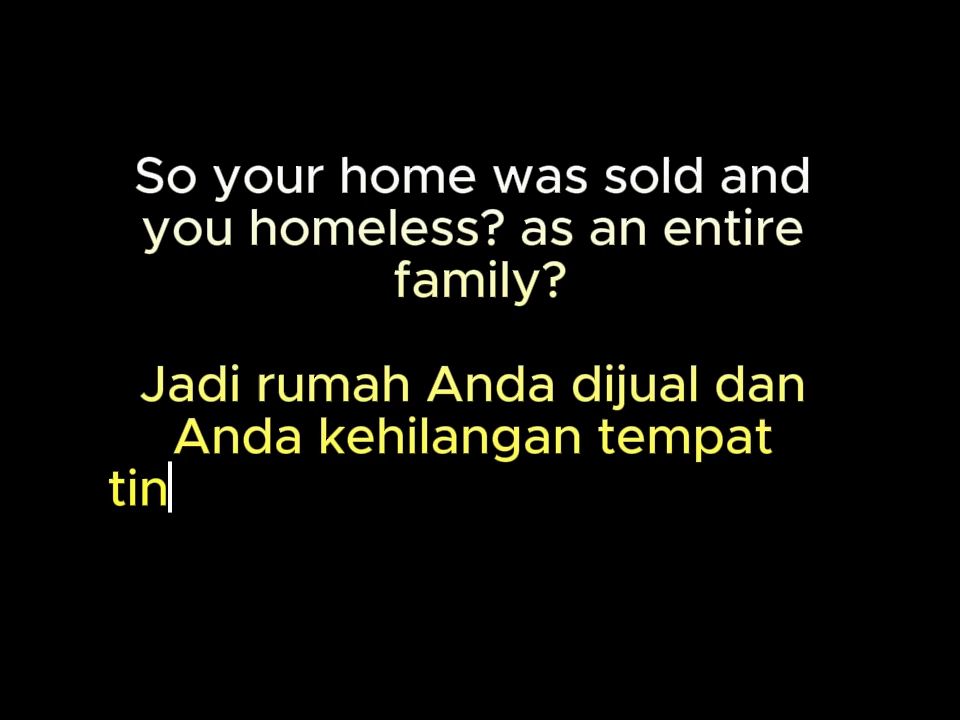 So your home was sold and
you homeless? as an entire
family?
Jadi rumah Anda dijual dan
Anda kehilangan tempat
tin